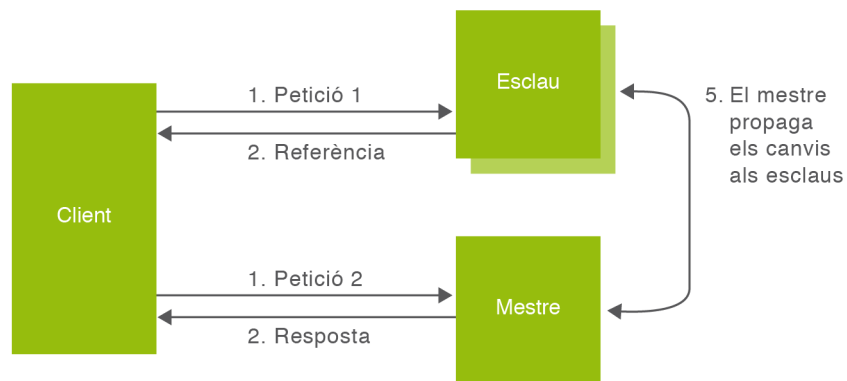 Esclau
1. Petició 1
5. El mestre
propaga
els canvis
als esclaus
2. Referència
Client
1. Petició 2
Mestre
2. Resposta